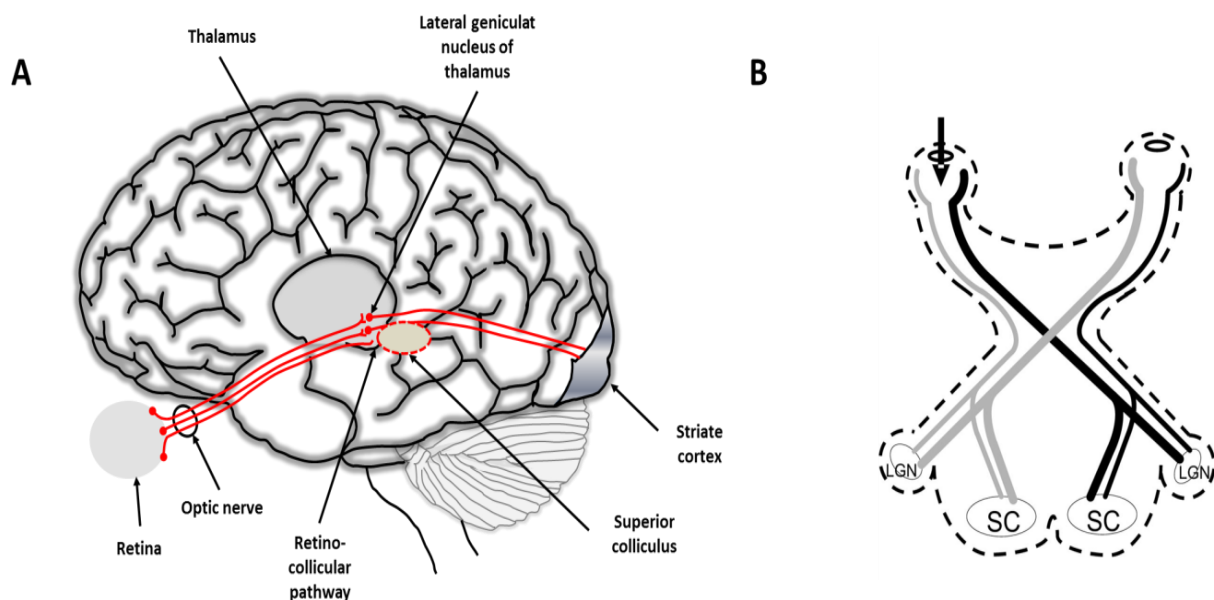 A
Thalamus
Lateral geniculat
nucleus of
thalamus
B
Retina
Optic nerve
Retino-
collicular
pathway
Superior
colliculus
Striate
cortex
LGN
LGN
SC
SC